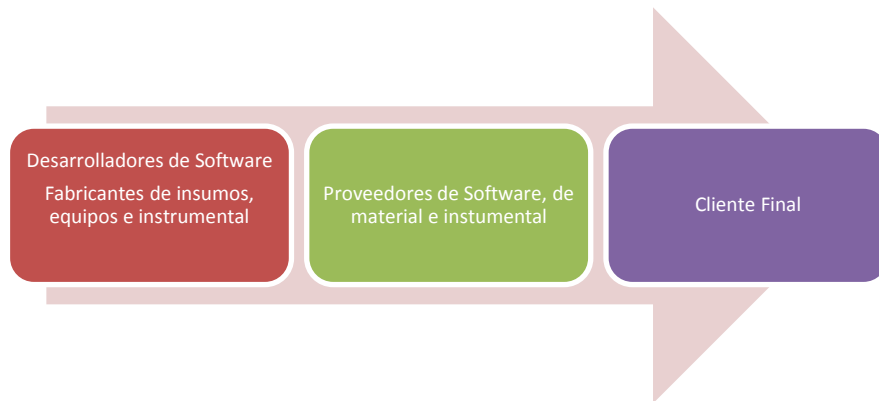 Desarrolladores de Software
Fabricantes de insumos,
equipos e instrumental
Proveedores de Software, de
material e instumental
Cliente Final